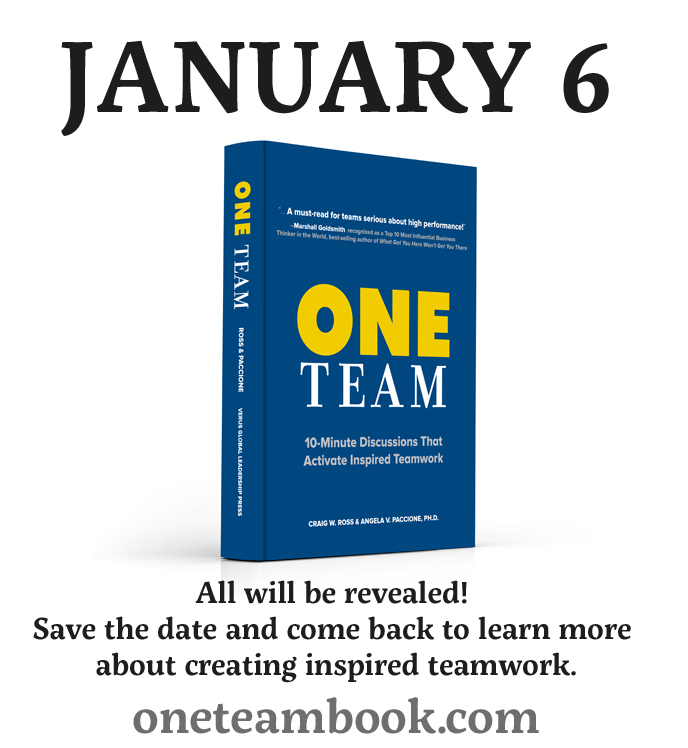 JANUARY 6
"... A must-read for teams serious about high performance!"
–Marshall Goldsmith, recognized as a Top 10 Most Influential Business
Thinker in the World, best-selling author of What Got You Here Won't Get You There
ONE
TEAM
10-Minute Discussions That
Activate Inspired Teamwork
CRAIG W. ROSS & ANGELA V. PACCIONE, PH.D.
ONE TEAM
ROSS & PACCIONE
VERUS GLOBAL LEADERSHIP PRESS
All will be revealed!
Save the date and come back to learn more
about creating inspired teamwork.
oneteambook.com